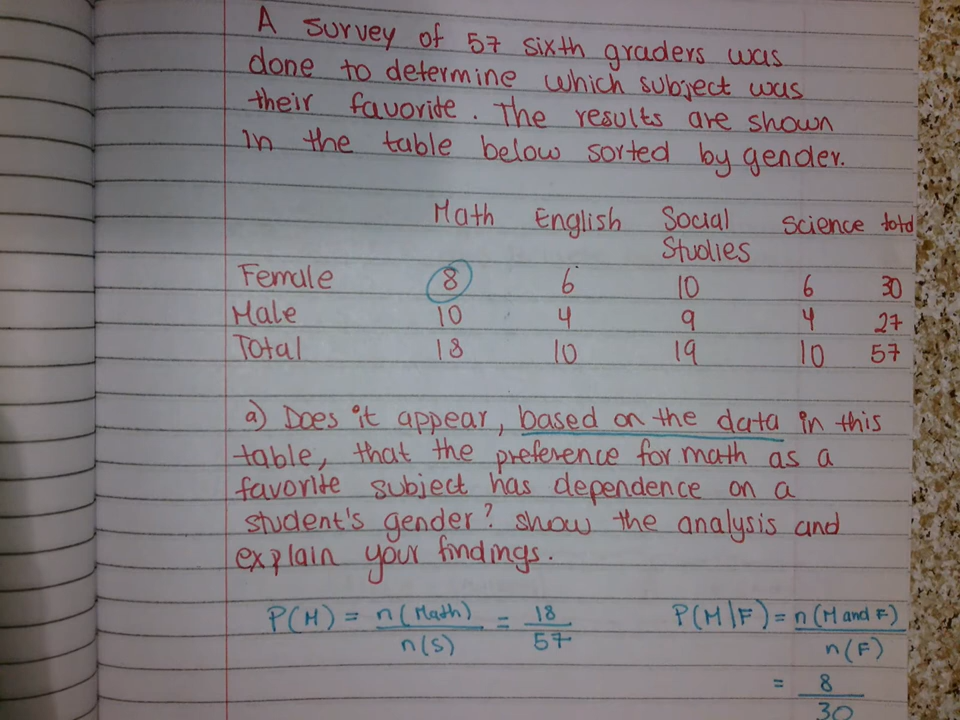 A survey of 57 sixth graders was
done to determine which subject was
their favorite. The results are shown
in the table below sorted by gender.
Math English Social Studies Science total
Female 8 6 10 6 30
Male 10 4 9 4 27
Total 18 10 19 10 57
a) Does it appear, based on the data in this
table, that the preference for math as a
favorite subject has dependence on a
student's gender? show the analysis and
explain your findings.
P(M) = n(Math) / n(S) = 18 / 57
P(M|F) = n(M and F) / n(F)
= 8 / 30